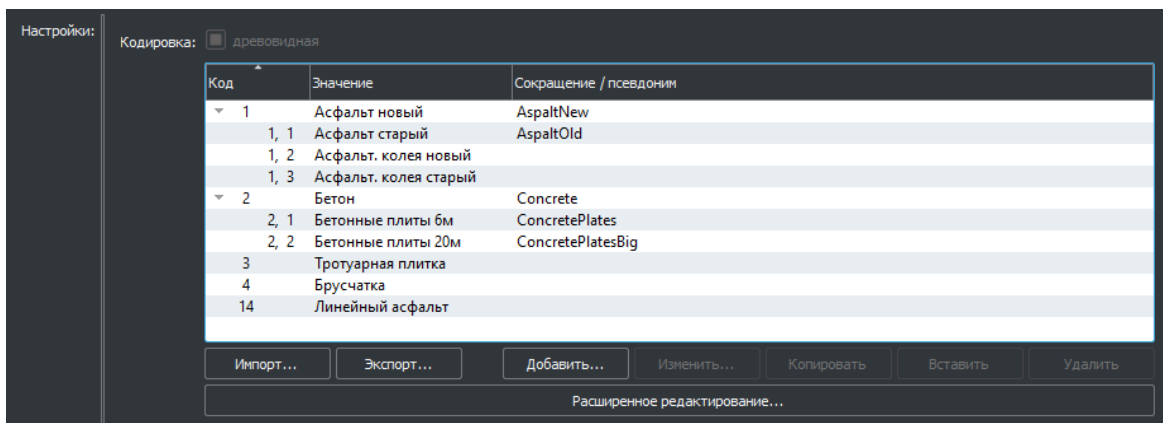 Настройки:
Кодировка: древовидная
Код Значение Сокращение / псевдоним
1 Асфальт новый AspaltNew
1, 1 Асфальт старый AspaltOld
1, 2 Асфальт. колея новый
1, 3 Асфальт. колея старый
2 Бетон Concrete
2, 1 Бетонные плиты 6м ConcretePlates
2, 2 Бетонные плиты 20м ConcretePlatesBig
3 Тротуарная плитка
4 Брусчатка
14 Линейный асфальт
Импорт... Экспорт... Добавить... Изменить... Копировать Вставить Удалить
Расширенное редактирование...